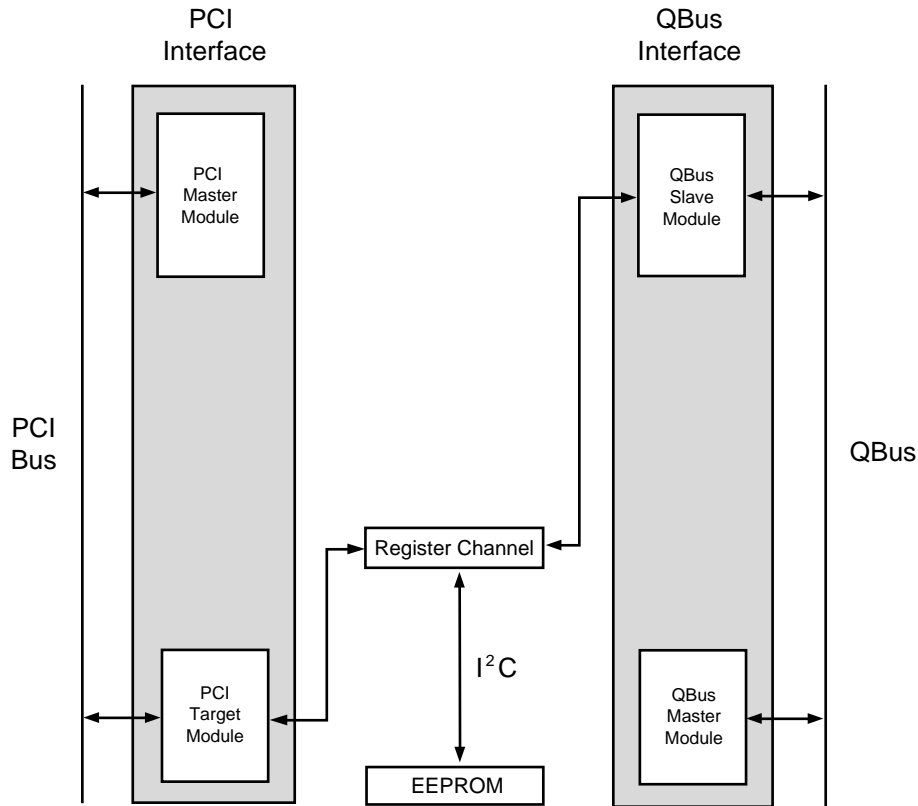 PCI
Interface
QBus
Interface
PCI
Master
Module
QBus
Slave
Module
PCI
Bus
QBus
Register Channel
I²C
PCI
Target
Module
QBus
Master
Module
EEPROM